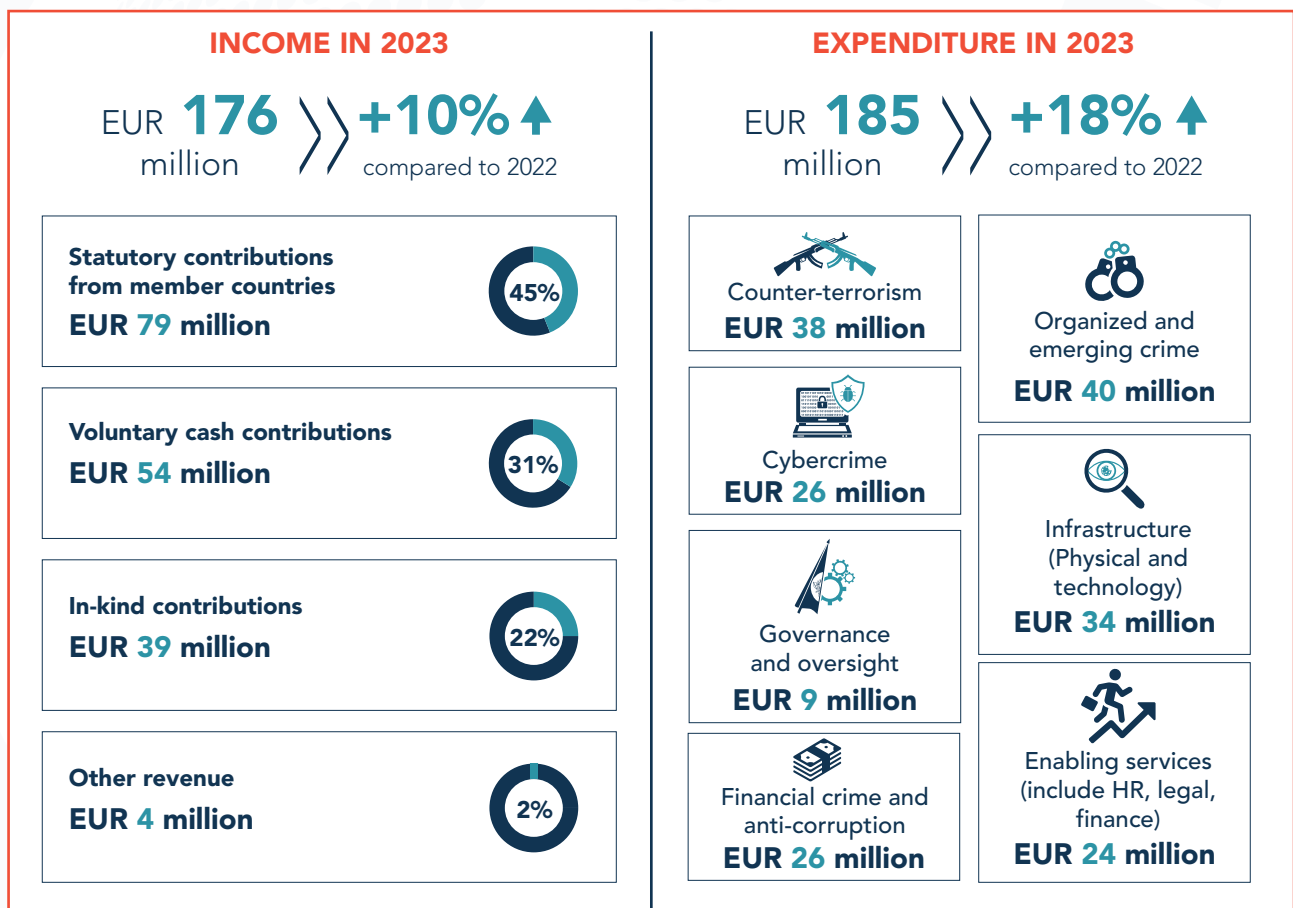 INCOME IN 2023
EUR 176
million
+10%
compared to 2022
Statutory contributions
from member countries
EUR 79 million
45%
Voluntary cash contributions
EUR 54 million
31%
In-kind contributions
EUR 39 million
22%
Other revenue
EUR 4 million
2%
EXPENDITURE IN 2023
EUR 185
million
+18%
compared to 2022
Counter-terrorism
EUR 38 million
Cybercrime
EUR 26 million
Governance
and oversight
EUR 9 million
Financial crime and
anti-corruption
EUR 26 million
Organized and
emerging crime
EUR 40 million
Infrastructure
(Physical and
technology)
EUR 34 million
Enabling services
(include HR, legal,
finance)
EUR 24 million